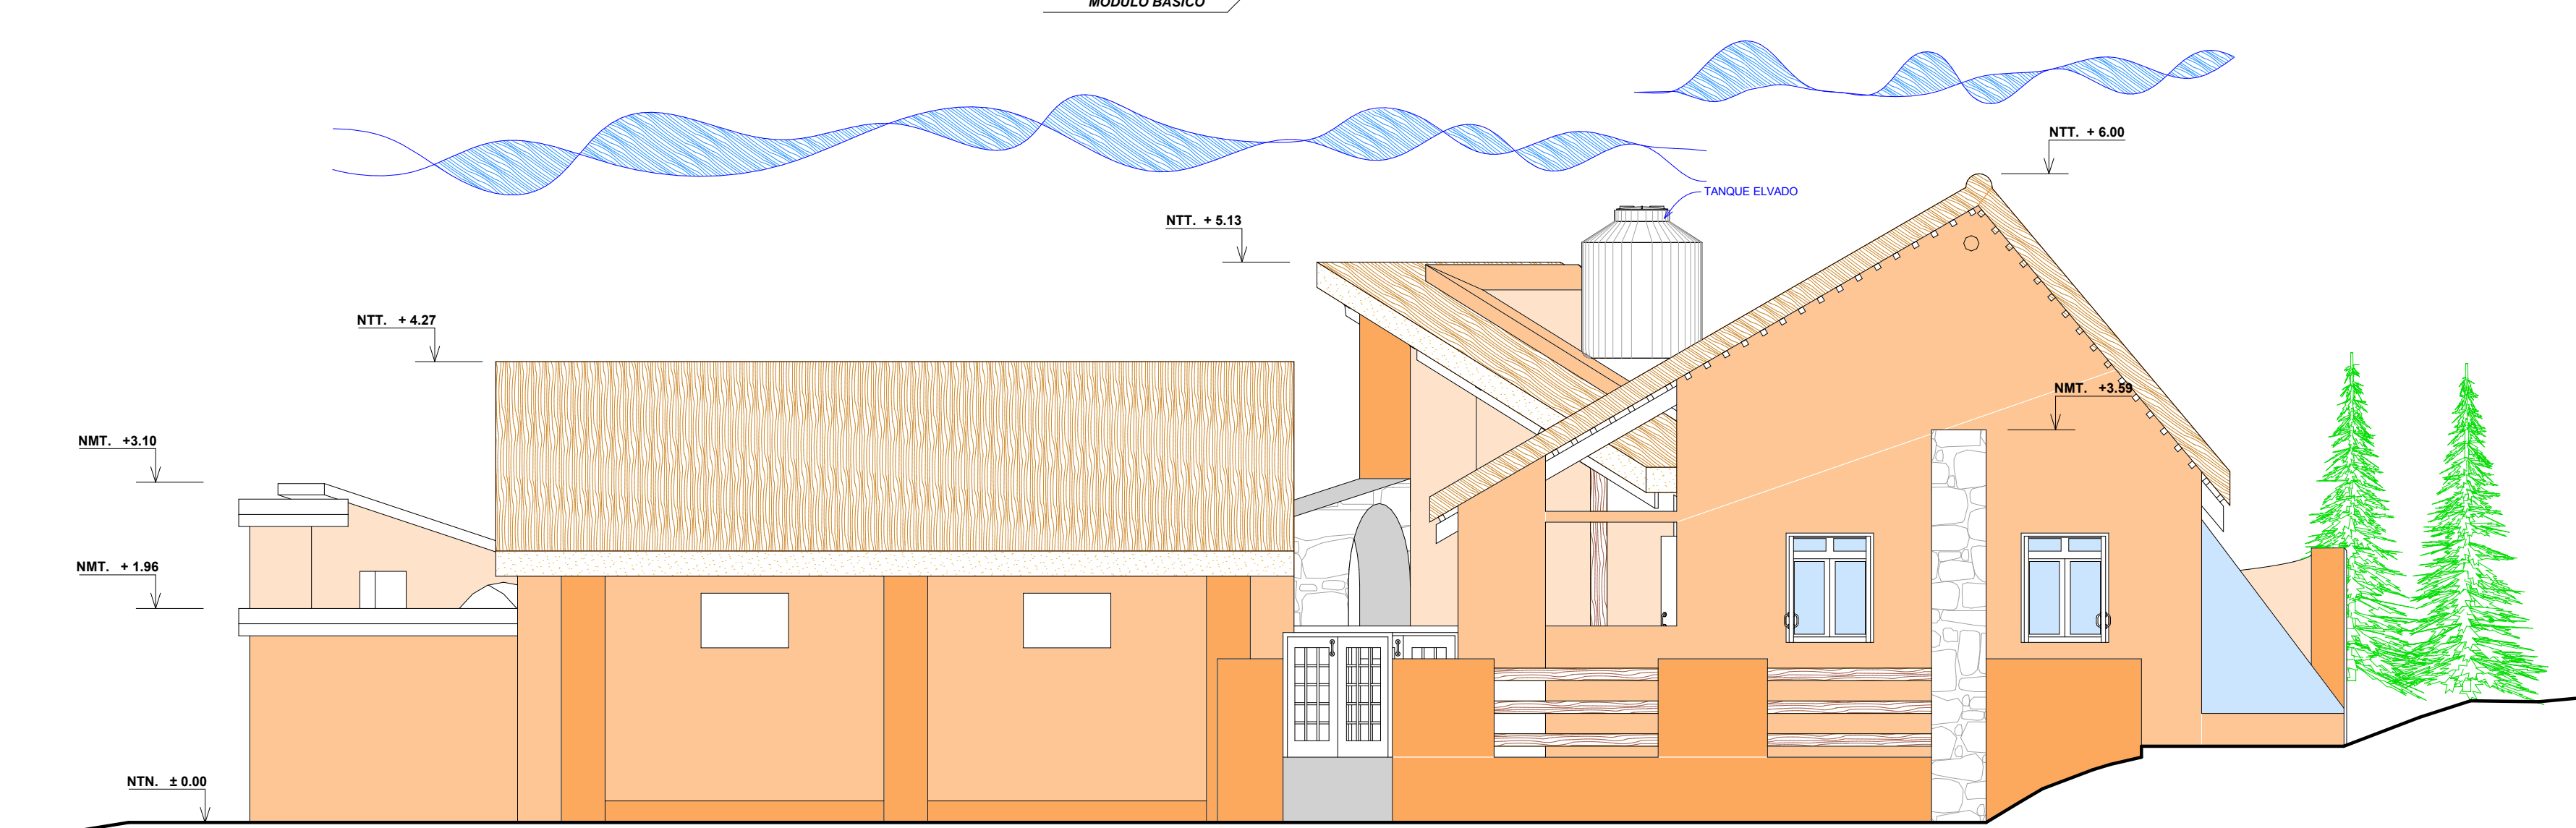 MODULO BASICO
NTT. + 6.00
TANQUE ELVADO
NTT. + 5.13
NTT. + 4.27
NMT. +3.59
NMT. +3.10
NMT. + 1.96
NTN. ± 0.00